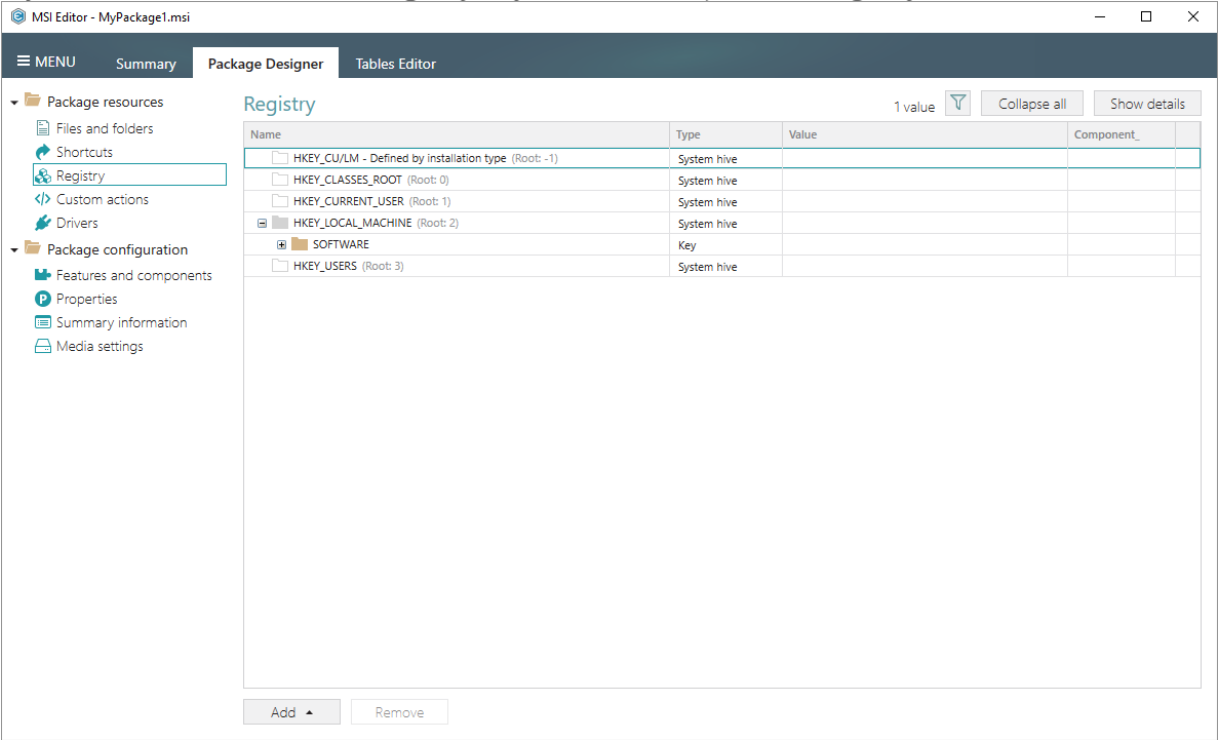 MSI Editor - MyPackage1.msi
MENU Summary Package Designer Tables Editor
Package resources
Files and folders
Shortcuts
Registry
Custom actions
Drivers
Package configuration
Features and components
Properties
Summary information
Media settings
Registry
1 value Collapse all Show details
Name Type Value Component_
HKEY_CU/LM - Defined by installation type (Root: -1) System hive
HKEY_CLASSES_ROOT (Root: 0) System hive
HKEY_CURRENT_USER (Root: 1) System hive
HKEY_LOCAL_MACHINE (Root: 2) System hive
SOFTWARE Key
HKEY_USERS (Root: 3) System hive
Add Remove